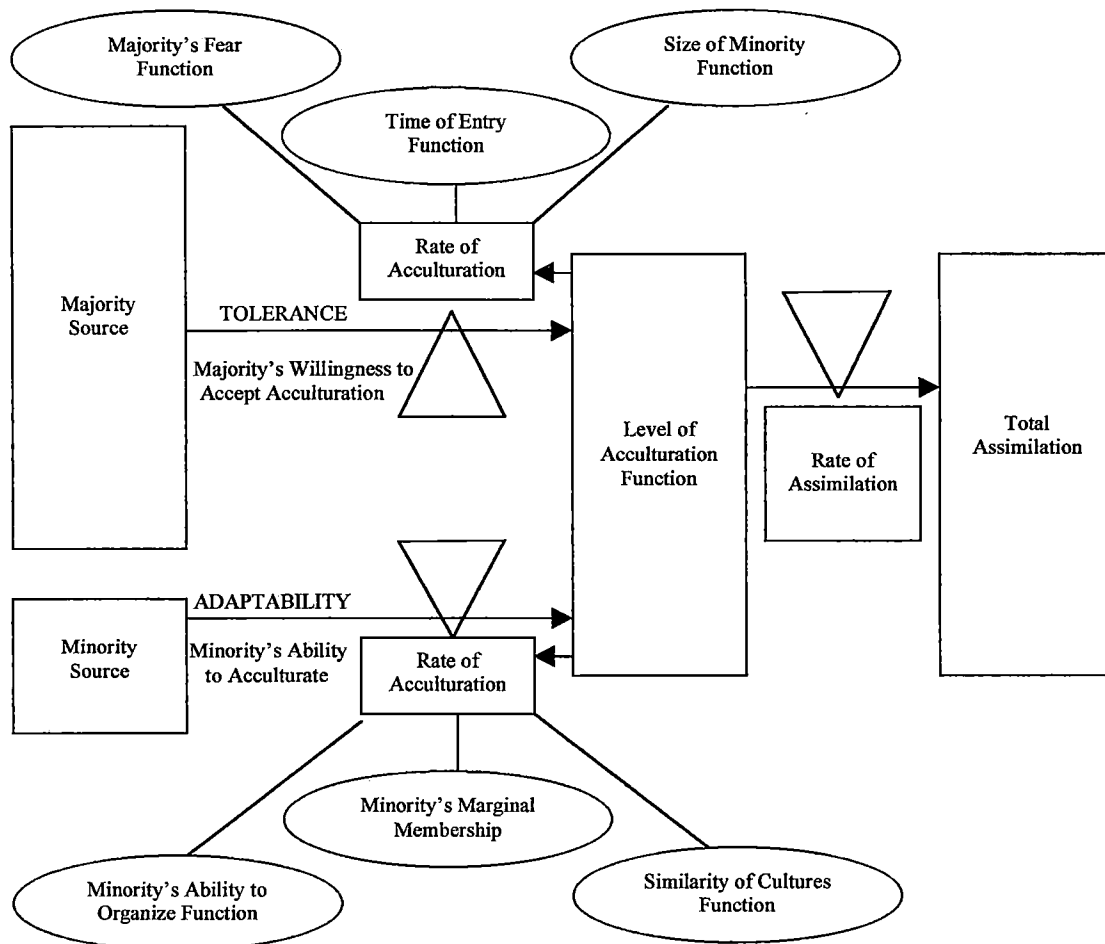 Majority's Fear
Function
Size of Minority
Function
Time of Entry
Function
Rate of
Acculturation
Majority
Source
TOLERANCE
Majority's Willingness to
Accept Acculturation
Level of
Acculturation
Function
Rate of
Assimilation
Total
Assimilation
Minority
Source
ADAPTABILITY
Minority's Ability
to Acculturate
Rate of
Acculturation
Minority's Marginal
Membership
Minority's Ability to
Organize Function
Similarity of Cultures
Function